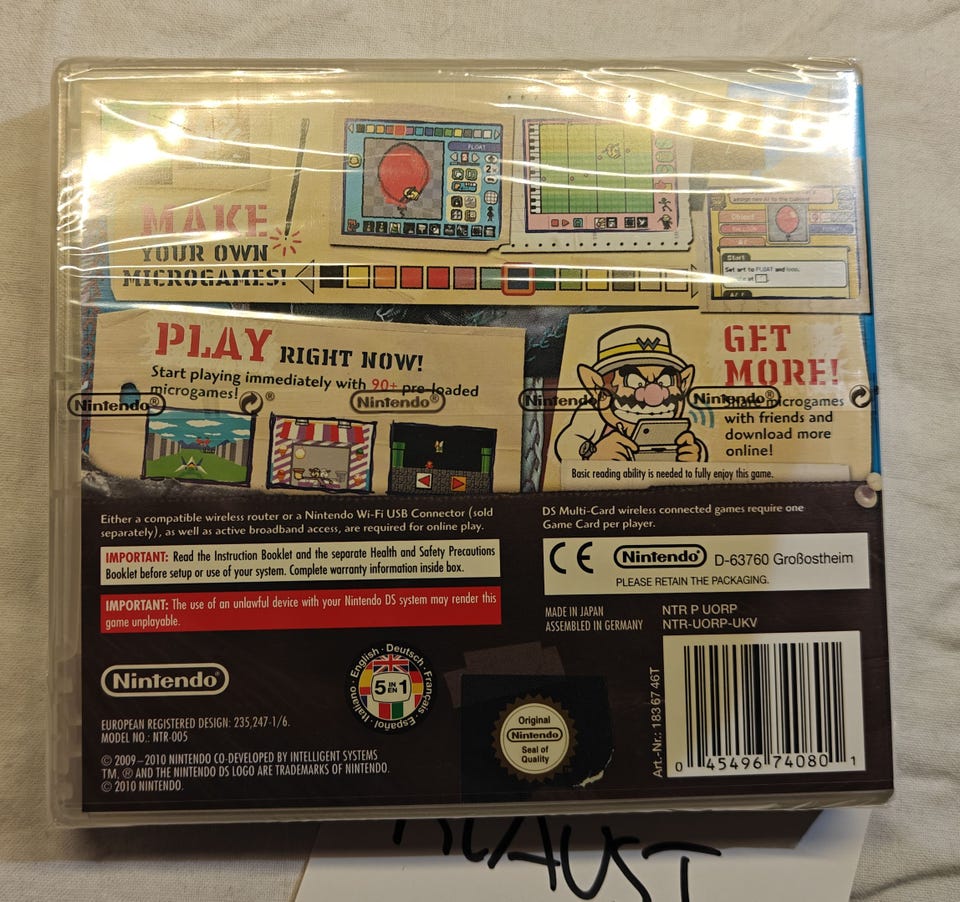 MAKE
YOUR OWN
MICROGAMES!
FLOAT
Object
Start
Set art to FLOAT and loop,
PLAY RIGHT NOW!
Start playing immediately with 90+ pre-loaded
microgames!
GET
MORE!
Share microgames
with friends and
download more
online!
Nintendo® ® Nintendo® Nintendo® Nintendo®
Basic reading ability is needed to fully enjoy this game.
Either a compatible wireless router or a Nintendo Wi-Fi USB Connector (sold
separately), as well as active broadband access, are required for online play.
IMPORTANT: Read the Instruction Booklet and the separate Health and Safety Precautions
Booklet before setup or use of your system. Complete warranty information inside box.
IMPORTANT: The use of an unlawful device with your Nintendo DS system may render this
game unplayable.
DS Multi-Card wireless connected games require one
Game Card per player.
CE Nintendo® D-63760 Großostheim
PLEASE RETAIN THE PACKAGING.
MADE IN JAPAN
ASSEMBLED IN GERMANY
NTR P UORP
NTR-UORP-UKV
Nintendo®
English · Deutsch · Français · Español · Italiano ·
5 IN EN 1
Original
Nintendo®
Seal of
Quality
Art.-Nr.: 183 67 46T
0 45496 74080 1
EUROPEAN REGISTERED DESIGN: 235,247-1/6.
MODEL NO.: NTR-005
© 2009–2010 NINTENDO CO-DEVELOPED BY INTELLIGENT SYSTEMS
TM, ® AND THE NINTENDO DS LOGO ARE TRADEMARKS OF NINTENDO.
© 2010 NINTENDO.